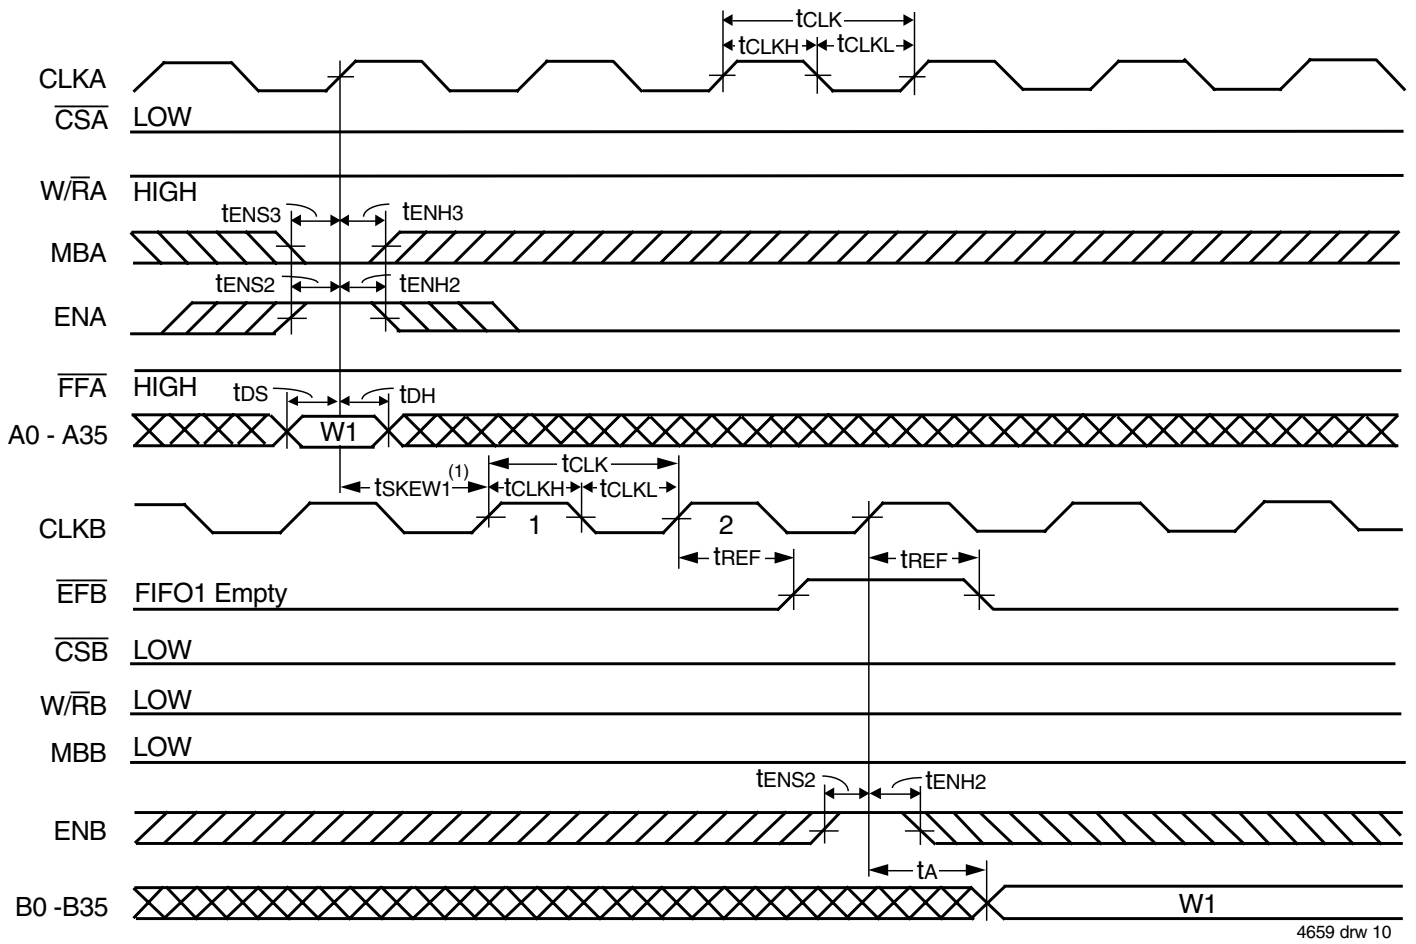 tCLK
tCLKH tCLKL
CLKA
CSA LOW
W/RA HIGH
tENS3 tENH3
MBA
tENS2 tENH2
ENA
FFA HIGH
tDS tDH
A0 - A35 W1
tCLK
tSKEW1(1) tCLKH tCLKL
CLKB 1 2
tREF tREF
EFB FIFO1 Empty
CSB LOW
W/RB LOW
MBB LOW
tENS2 tENH2
ENB
tA
B0 -B35 W1
4659 drw 10